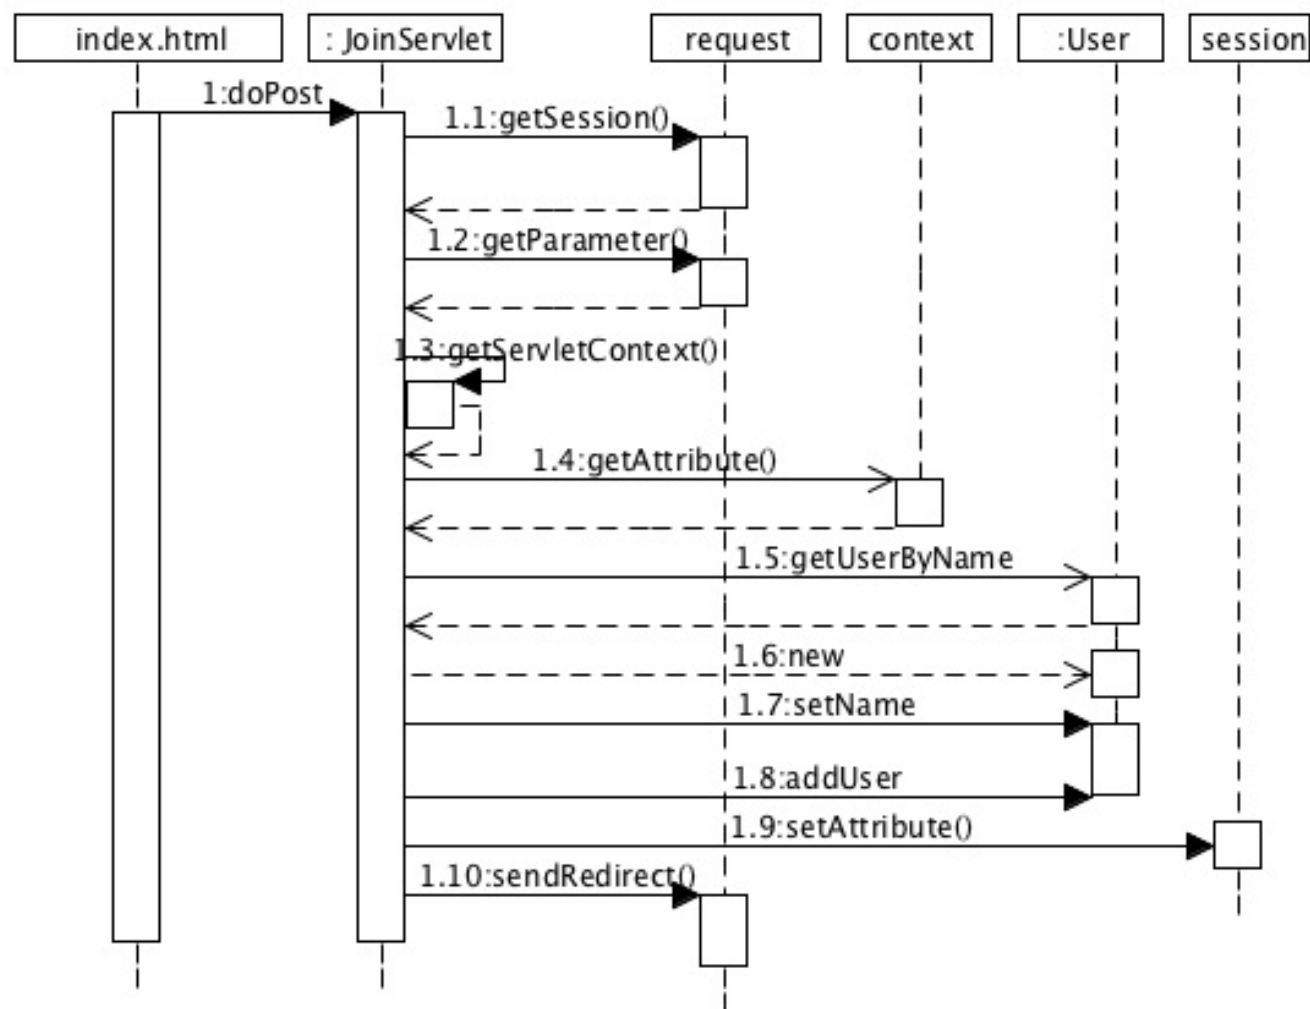 index.html
: JoinServlet
request
context
:User
session
1:doPost
1.1:getSession()
1.2:getParameter()
1.3:getServletContext()
1.4:getAttribute()
1.5:getUserByName
1.6:new
1.7:setName
1.8:addUser
1.9:setAttribute()
1.10:sendRedirect()